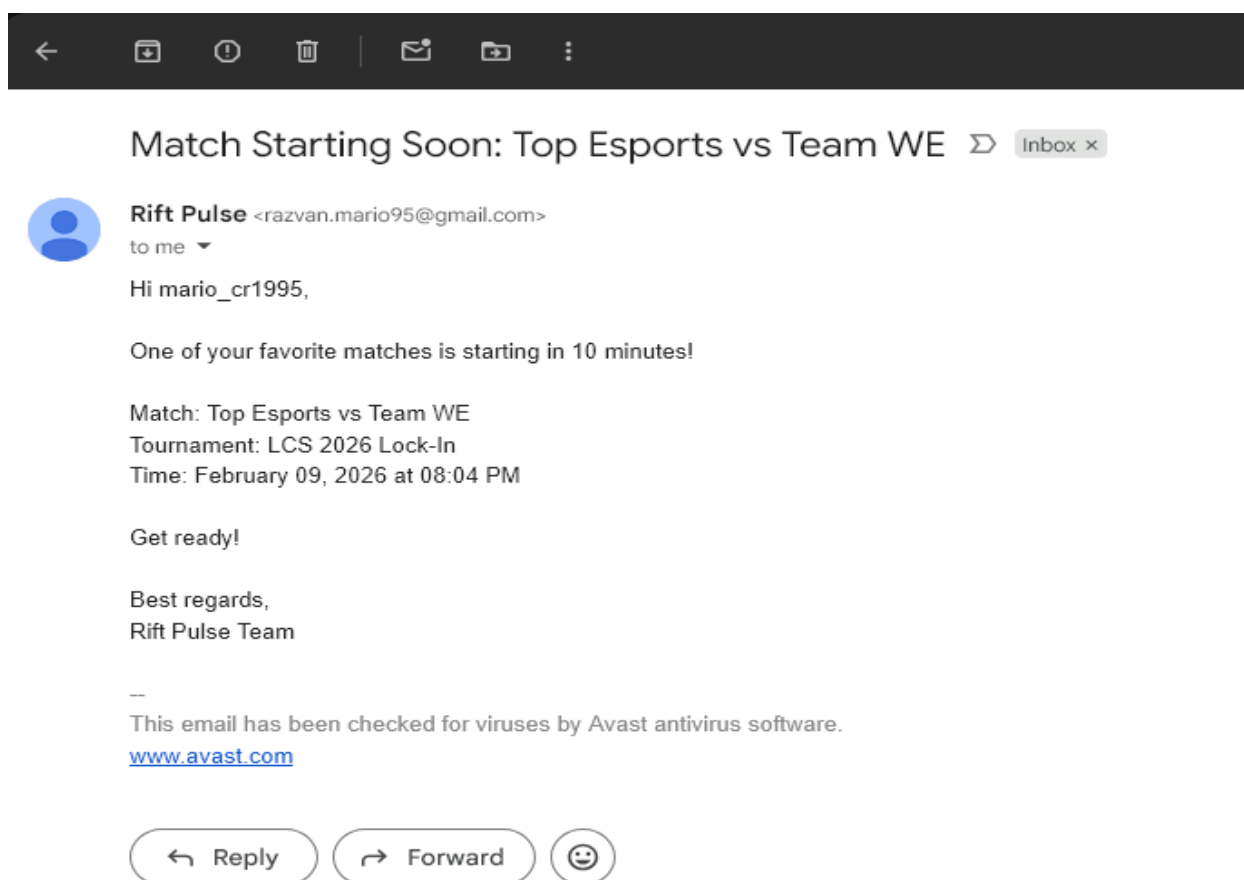 Match Starting Soon: Top Esports vs Team WE Inbox ×
Rift Pulse <razvan.mario95@gmail.com>
to me
Hi mario_cr1995,
One of your favorite matches is starting in 10 minutes!
Match: Top Esports vs Team WE
Tournament: LCS 2026 Lock-In
Time: February 09, 2026 at 08:04 PM
Get ready!
Best regards,
Rift Pulse Team
--
This email has been checked for viruses by Avast antivirus software.
www.avast.com
Reply Forward